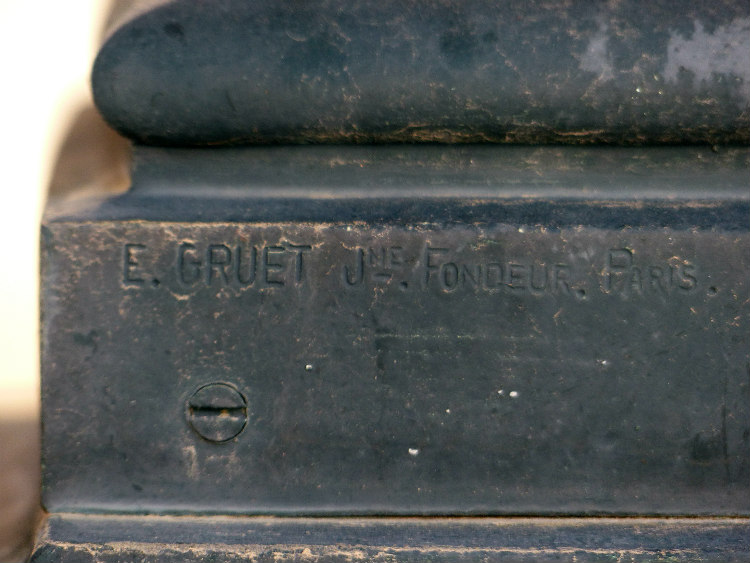 E. GRUET JNE. FONDEUR. PARIS.